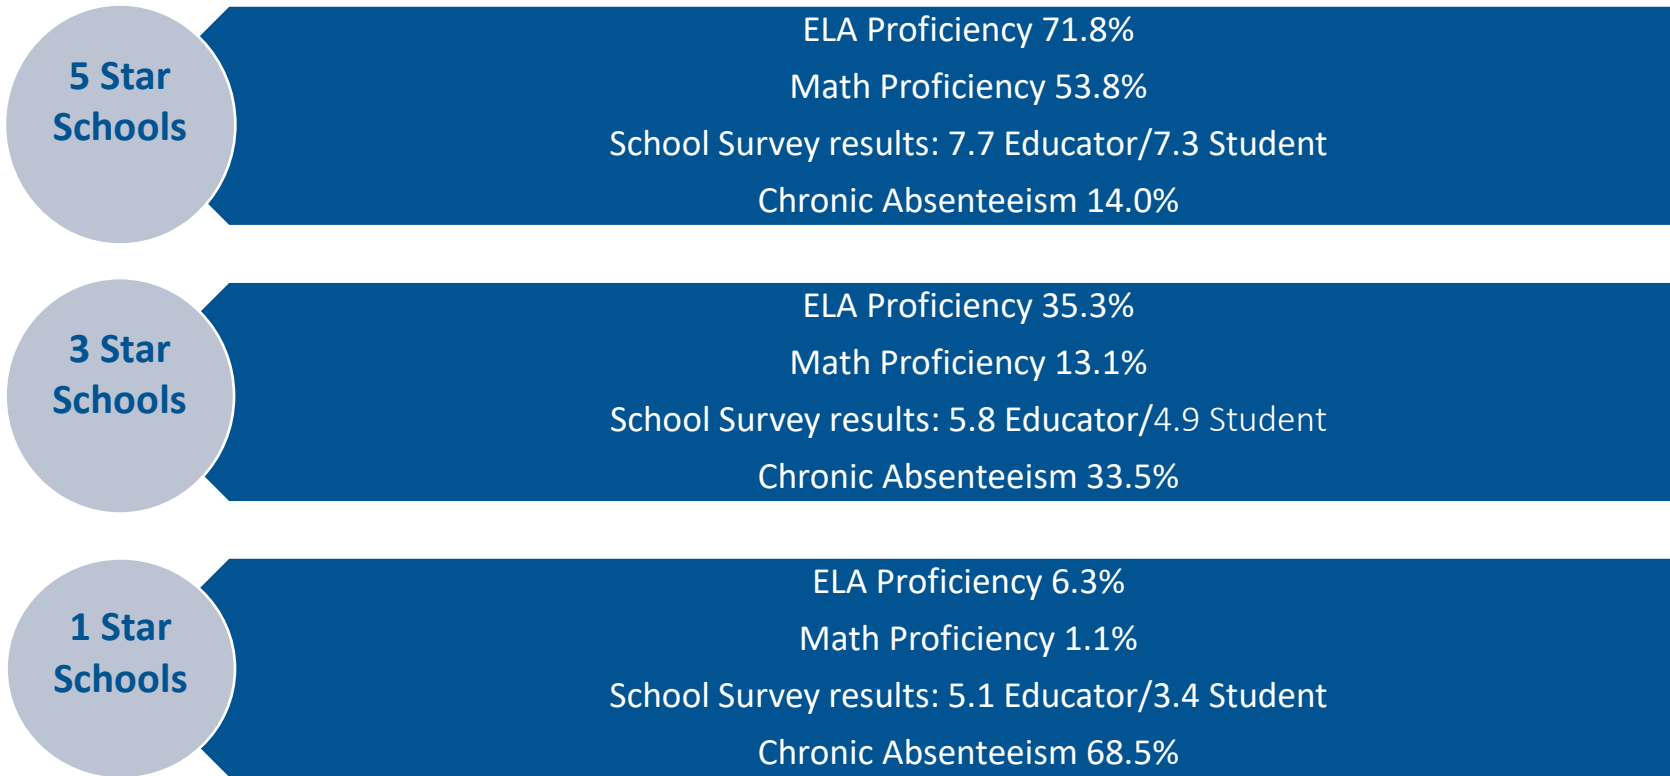 5 Star
Schools
ELA Proficiency 71.8%
Math Proficiency 53.8%
School Survey results: 7.7 Educator/7.3 Student
Chronic Absenteeism 14.0%
3 Star
Schools
ELA Proficiency 35.3%
Math Proficiency 13.1%
School Survey results: 5.8 Educator/4.9 Student
Chronic Absenteeism 33.5%
1 Star
Schools
ELA Proficiency 6.3%
Math Proficiency 1.1%
School Survey results: 5.1 Educator/3.4 Student
Chronic Absenteeism 68.5%